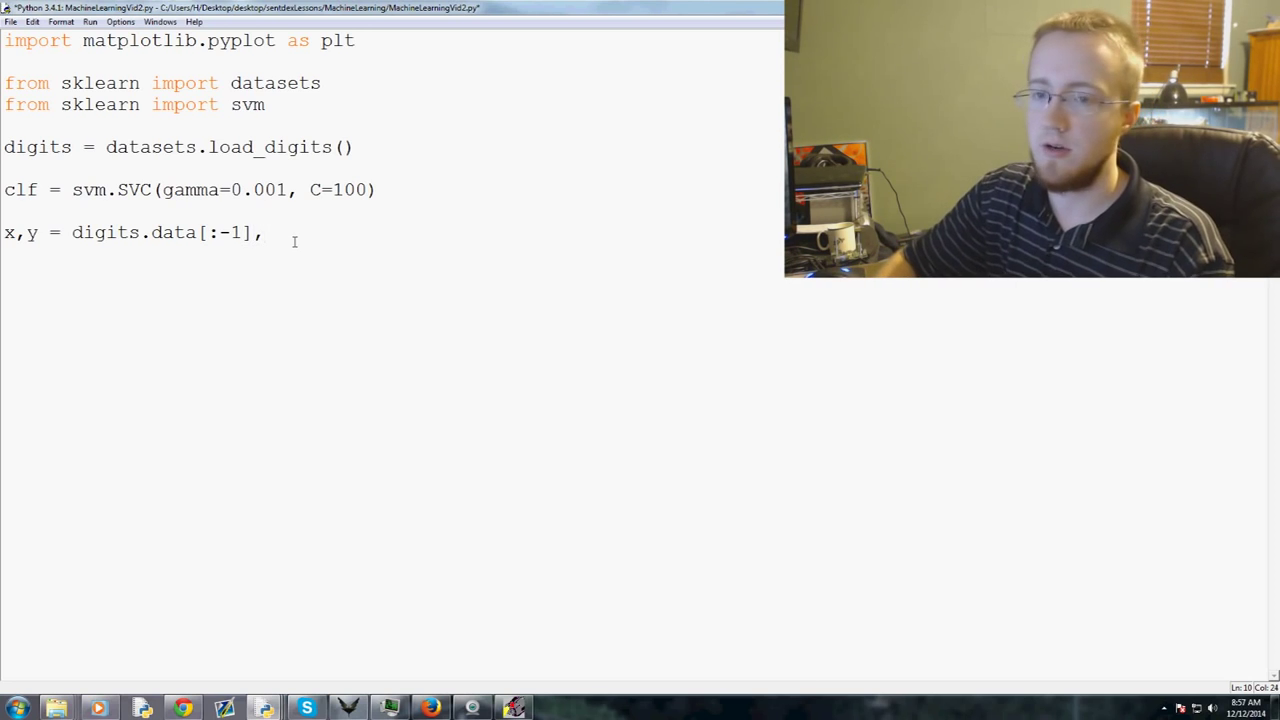 *Python 3.4.1: MachineLearningVid2.py - C:/Users/H/Desktop/desktop/sentdexLessons/MachineLearning/MachineLearningVid2.py*
File Edit Format Run Options Windows Help
import matplotlib.pyplot as plt
from sklearn import datasets
from sklearn import svm
digits = datasets.load_digits()
clf = svm.SVC(gamma=0.001, C=100)
x,y = digits.data[:-1],
Ln: 10 Col: 24
8:57 AM
12/12/2014